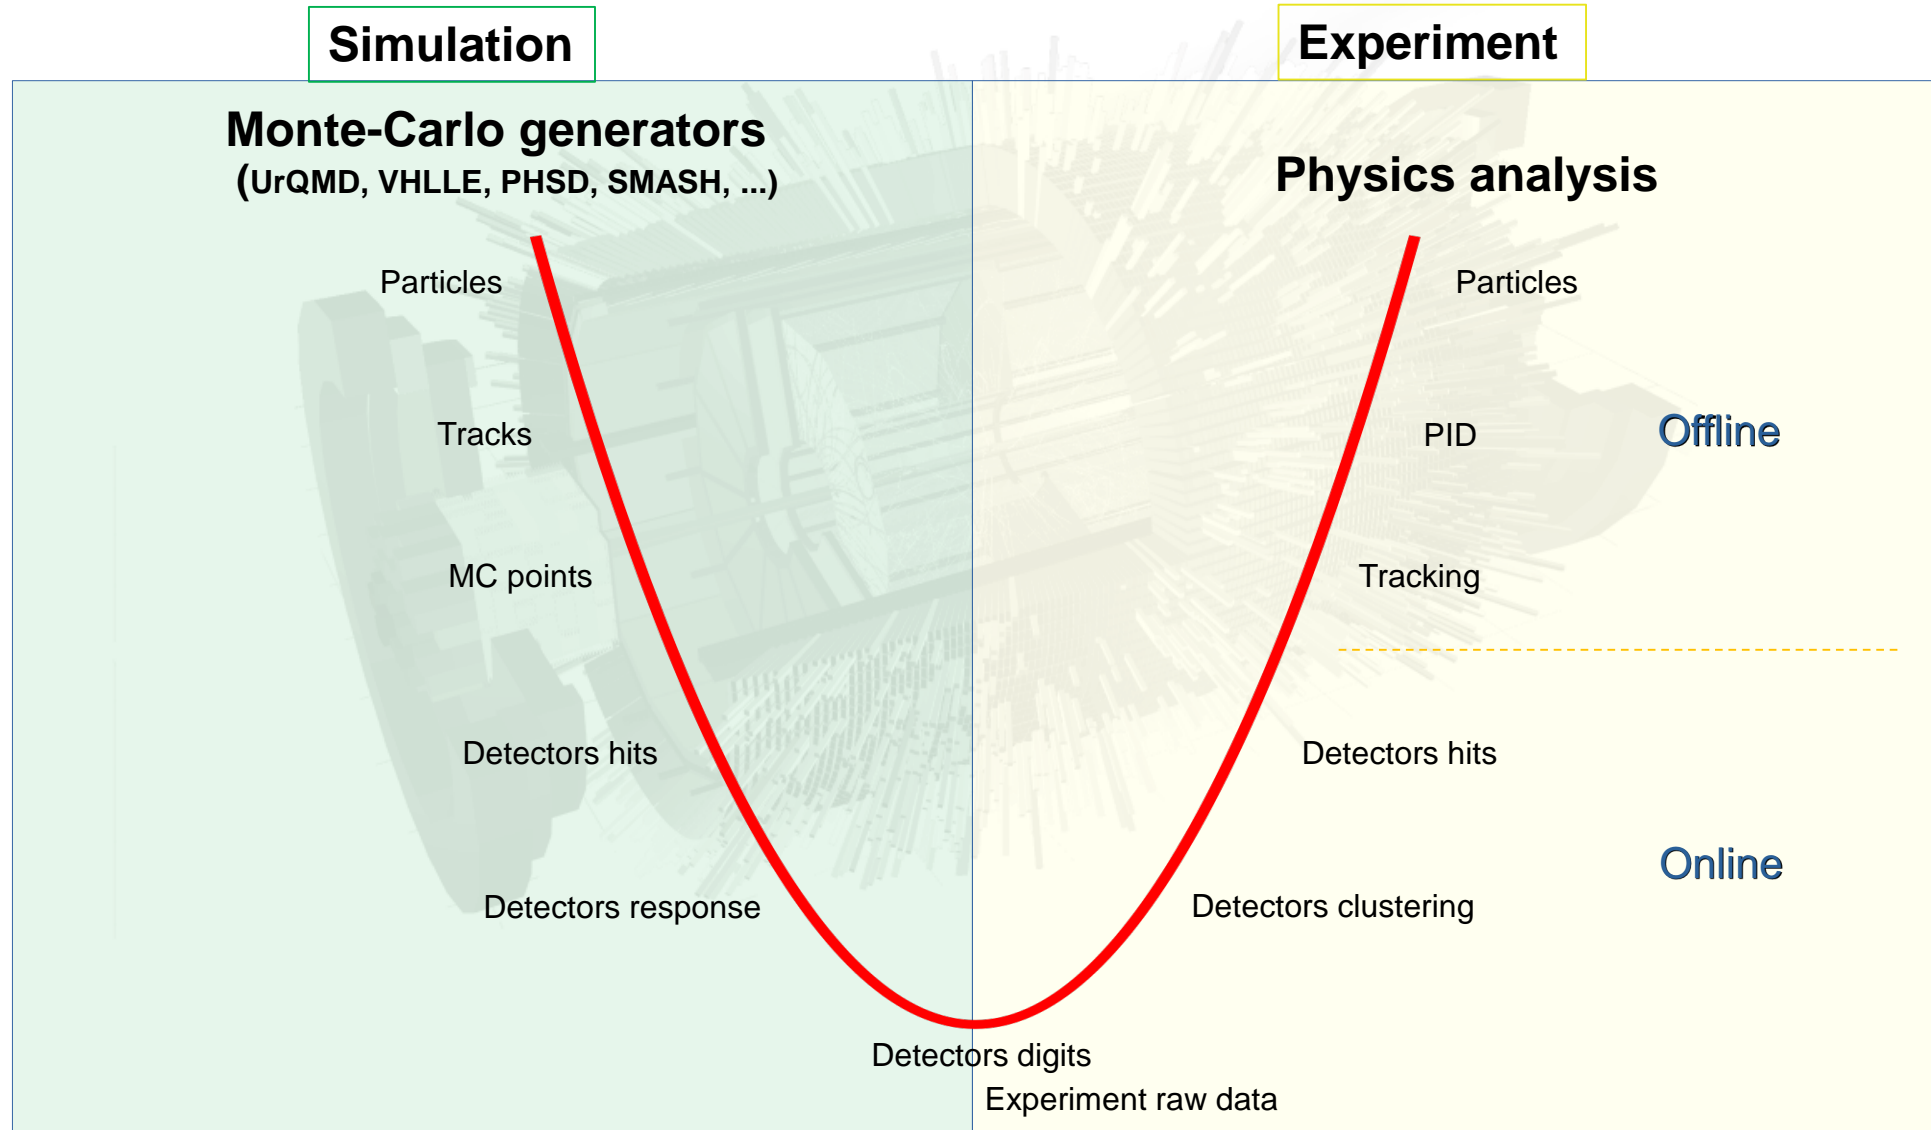 Simulation
Experiment
Monte-Carlo generators
(UrQMD, VHLLE, PHSD, SMASH, ...)
Physics analysis
Particles
Particles
Tracks
PID
Offline
MC points
Tracking
Detectors hits
Detectors hits
Online
Detectors response
Detectors clustering
Detectors digits
Experiment raw data